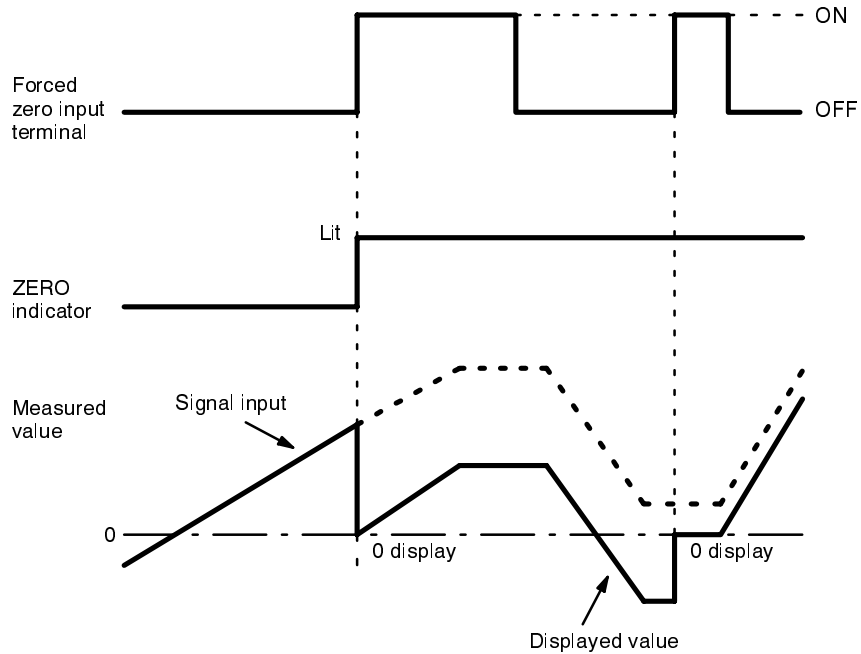 ON
Forced
zero input
terminal
OFF
Lit
ZERO
indicator
Signal input
Measured
value
0
0 display
0 display
Displayed value